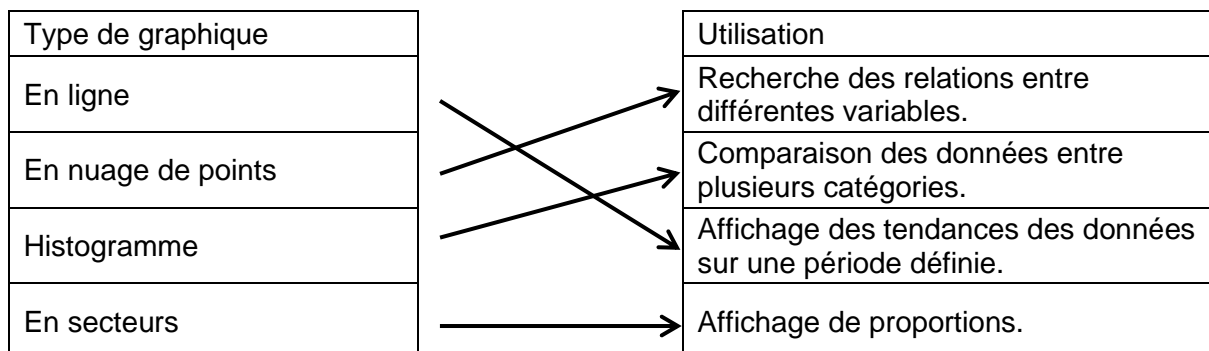 Type de graphique
En ligne
En nuage de points
Histogramme
En secteurs
Utilisation
Recherche des relations entre
différentes variables.
Comparaison des données entre
plusieurs catégories.
Affichage des tendances des données
sur une période définie.
Affichage de proportions.